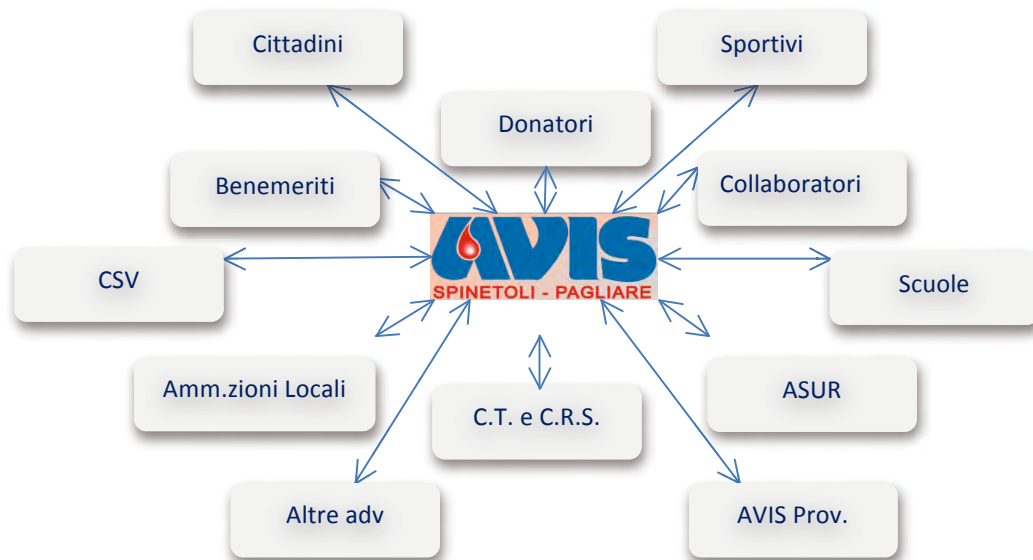 Cittadini
Sportivi
Donatori
Benemeriti
Collaboratori
AVIS
SPINETOLI - PAGLIARE
CSV
Scuole
Amm.zioni Locali
C.T. e C.R.S.
ASUR
Altre adv
AVIS Prov.